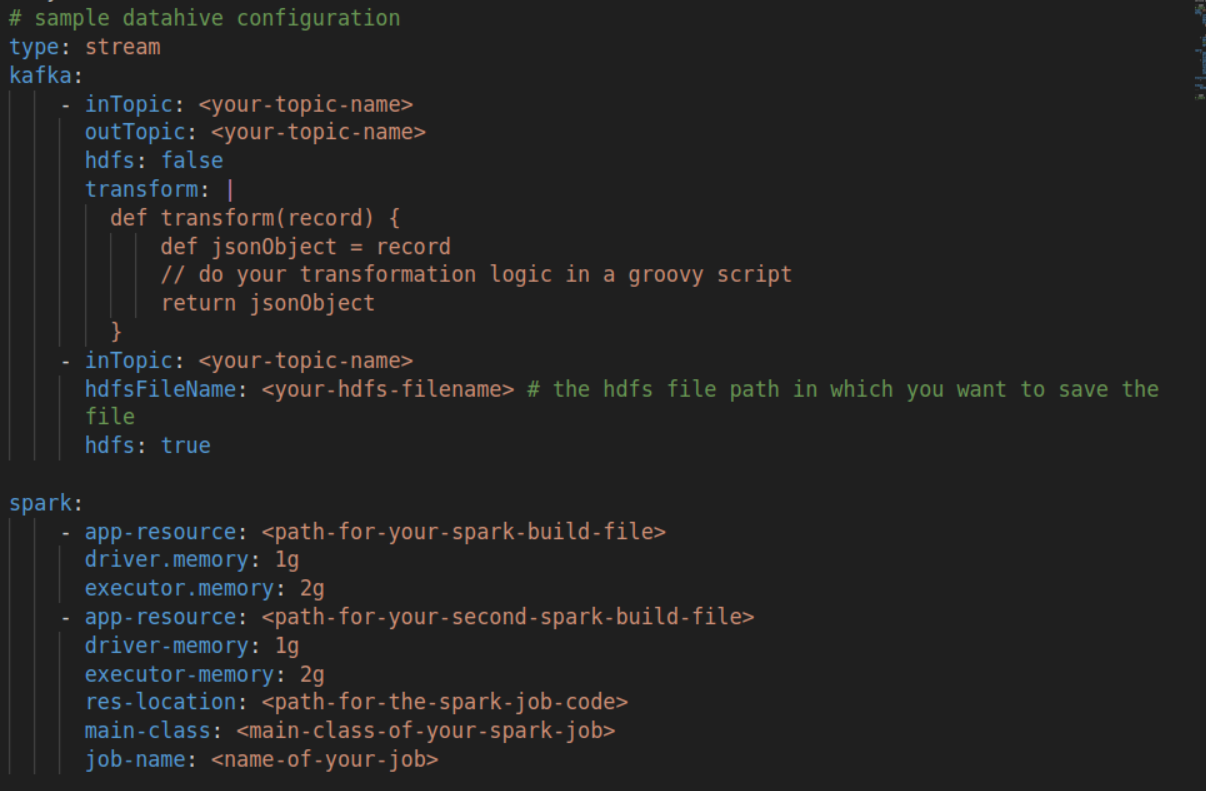 # sample datahive configuration
type: stream
kafka:
    - inTopic: <your-topic-name>
      outTopic: <your-topic-name>
      hdfs: false
      transform: |
        def transform(record) {
            def jsonObject = record
            // do your transformation logic in a groovy script
            return jsonObject
        }
    - inTopic: <your-topic-name>
      hdfsFileName: <your-hdfs-filename> # the hdfs file path in which you want to save the
      file
      hdfs: true

spark:
    - app-resource: <path-for-your-spark-build-file>
      driver.memory: 1g
      executor.memory: 2g
    - app-resource: <path-for-your-second-spark-build-file>
      driver-memory: 1g
      executor-memory: 2g
      res-location: <path-for-the-spark-job-code>
      main-class: <main-class-of-your-spark-job>
      job-name: <name-of-your-job>